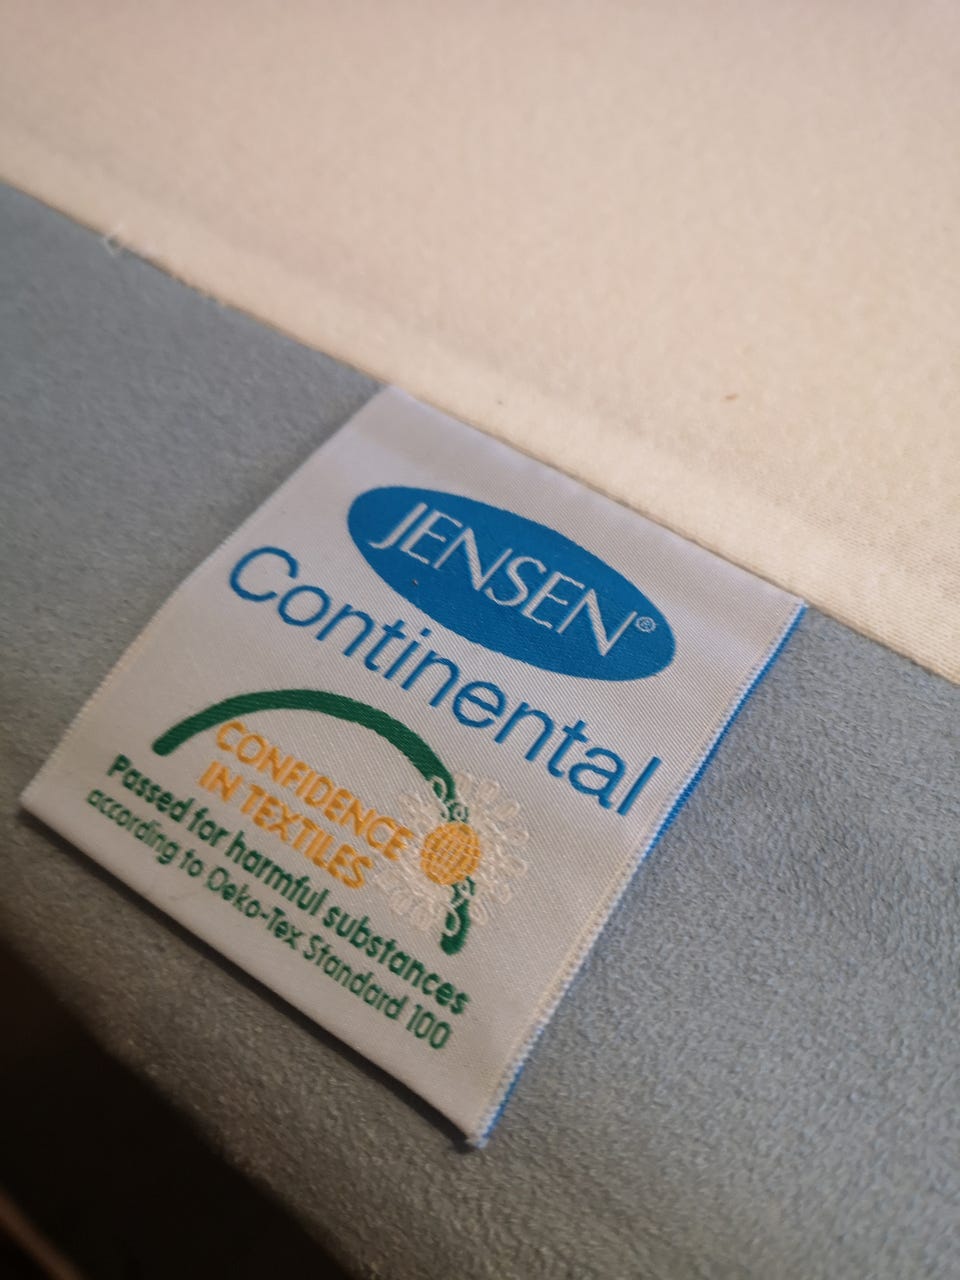 JENSEN®
Continental
CONFIDENCE
IN TEXTILES
Passed for harmful substances
according to Oeko-Tex Standard 100